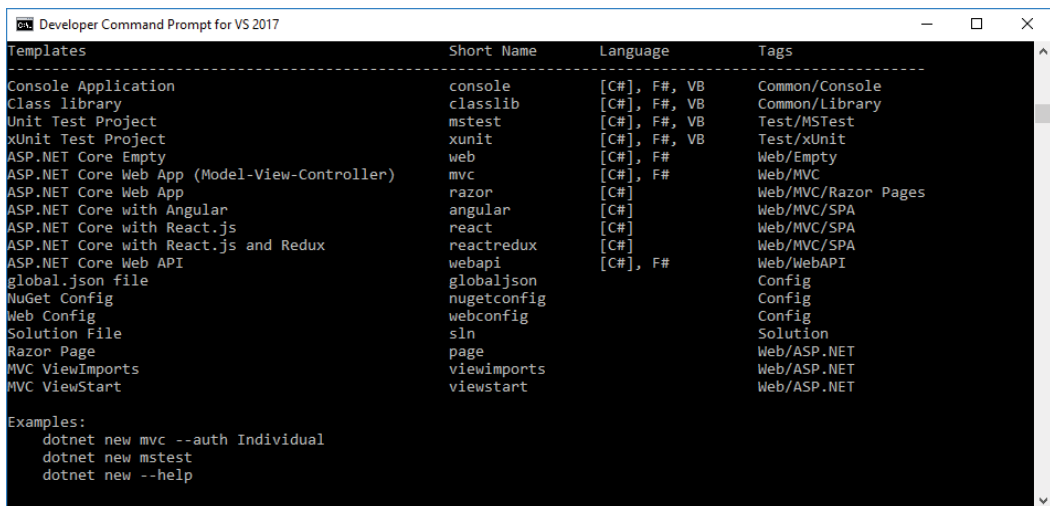 Developer Command Prompt for VS 2017
Templates Short Name Language Tags
----------------------------------------------------------------------------------------------------
Console Application console [C#], F#, VB Common/Console
Class library classlib [C#], F#, VB Common/Library
Unit Test Project mstest [C#], F#, VB Test/MSTest
xUnit Test Project xunit [C#], F#, VB Test/xUnit
ASP.NET Core Empty web [C#], F# Web/Empty
ASP.NET Core Web App (Model-View-Controller) mvc [C#], F# Web/MVC
ASP.NET Core Web App razor [C#] Web/MVC/Razor Pages
ASP.NET Core with Angular angular [C#] Web/MVC/SPA
ASP.NET Core with React.js react [C#] Web/MVC/SPA
ASP.NET Core with React.js and Redux reactredux [C#] Web/MVC/SPA
ASP.NET Core Web API webapi [C#], F# Web/WebAPI
global.json file globaljson Config
NuGet Config nugetconfig Config
Web Config webconfig Config
Solution File sln Solution
Razor Page page Web/ASP.NET
MVC ViewImports viewimports Web/ASP.NET
MVC ViewStart viewstart Web/ASP.NET
Examples:
dotnet new mvc --auth Individual
dotnet new mstest
dotnet new --help